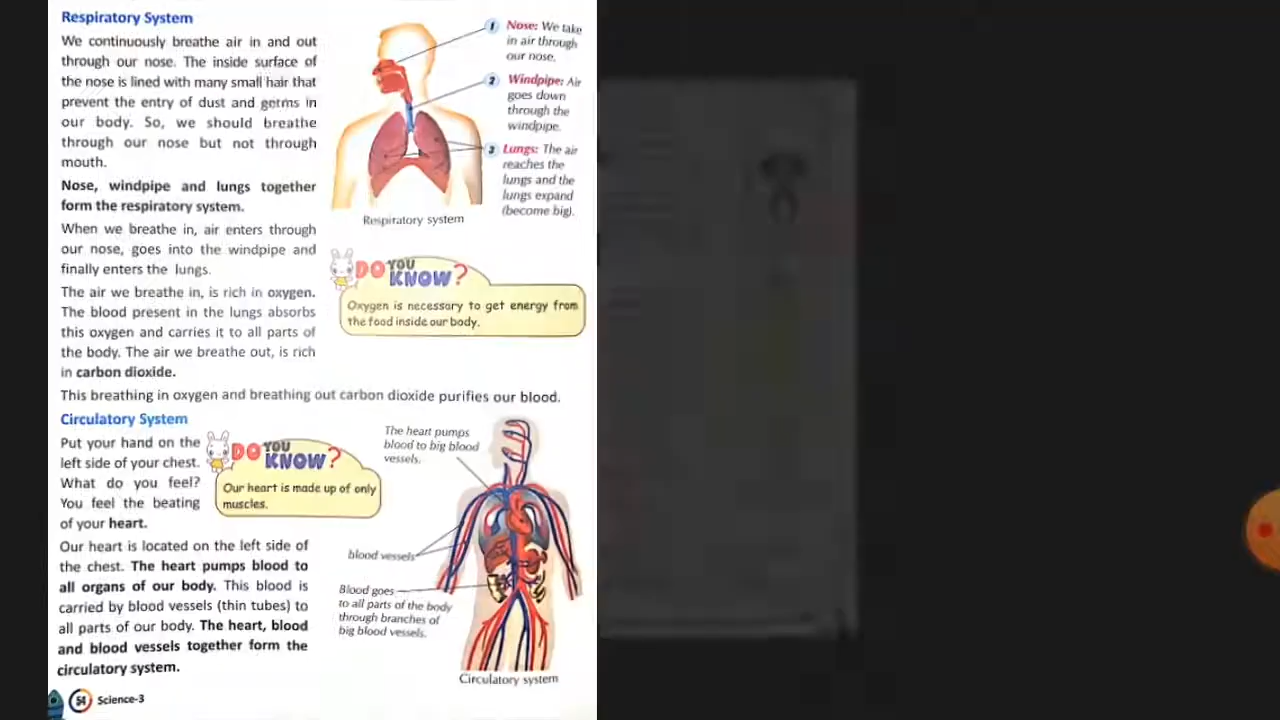 Respiratory System
We continuously breathe air in and out
through our nose. The inside surface of
the nose is lined with many small hair that
prevent the entry of dust and germs in
our body. So, we should breathe
through our nose but not through
mouth.
Nose, windpipe and lungs together
form the respiratory system.
When we breathe in, air enters through
our nose, goes into the windpipe and
finally enters the lungs.
The air we breathe in, is rich in oxygen.
The blood present in the lungs absorbs
this oxygen and carries it to all parts of
the body. The air we breathe out, is rich
in carbon dioxide.
1 Nose: We take
in air through
our nose.
2 Windpipe: Air
goes down
through the
windpipe.
3 Lungs: The air
reaches the
lungs and the
lungs expand
(become big).
Respiratory system
DO YOU KNOW?
Oxygen is necessary to get energy from
the food inside our body.
This breathing in oxygen and breathing out carbon dioxide purifies our blood.
Circulatory System
Put your hand on the
left side of your chest.
What do you feel?
You feel the beating
of your heart.
DO YOU KNOW?
Our heart is made up of only
muscles.
Our heart is located on the left side of
the chest. The heart pumps blood to
all organs of our body. This blood is
carried by blood vessels (thin tubes) to
all parts of our body. The heart, blood
and blood vessels together form the
circulatory system.
The heart pumps
blood to big blood
vessels.
blood vessels
Blood goes
to all parts of the body
through branches of
big blood vessels.
Circulatory system
54 Science-3